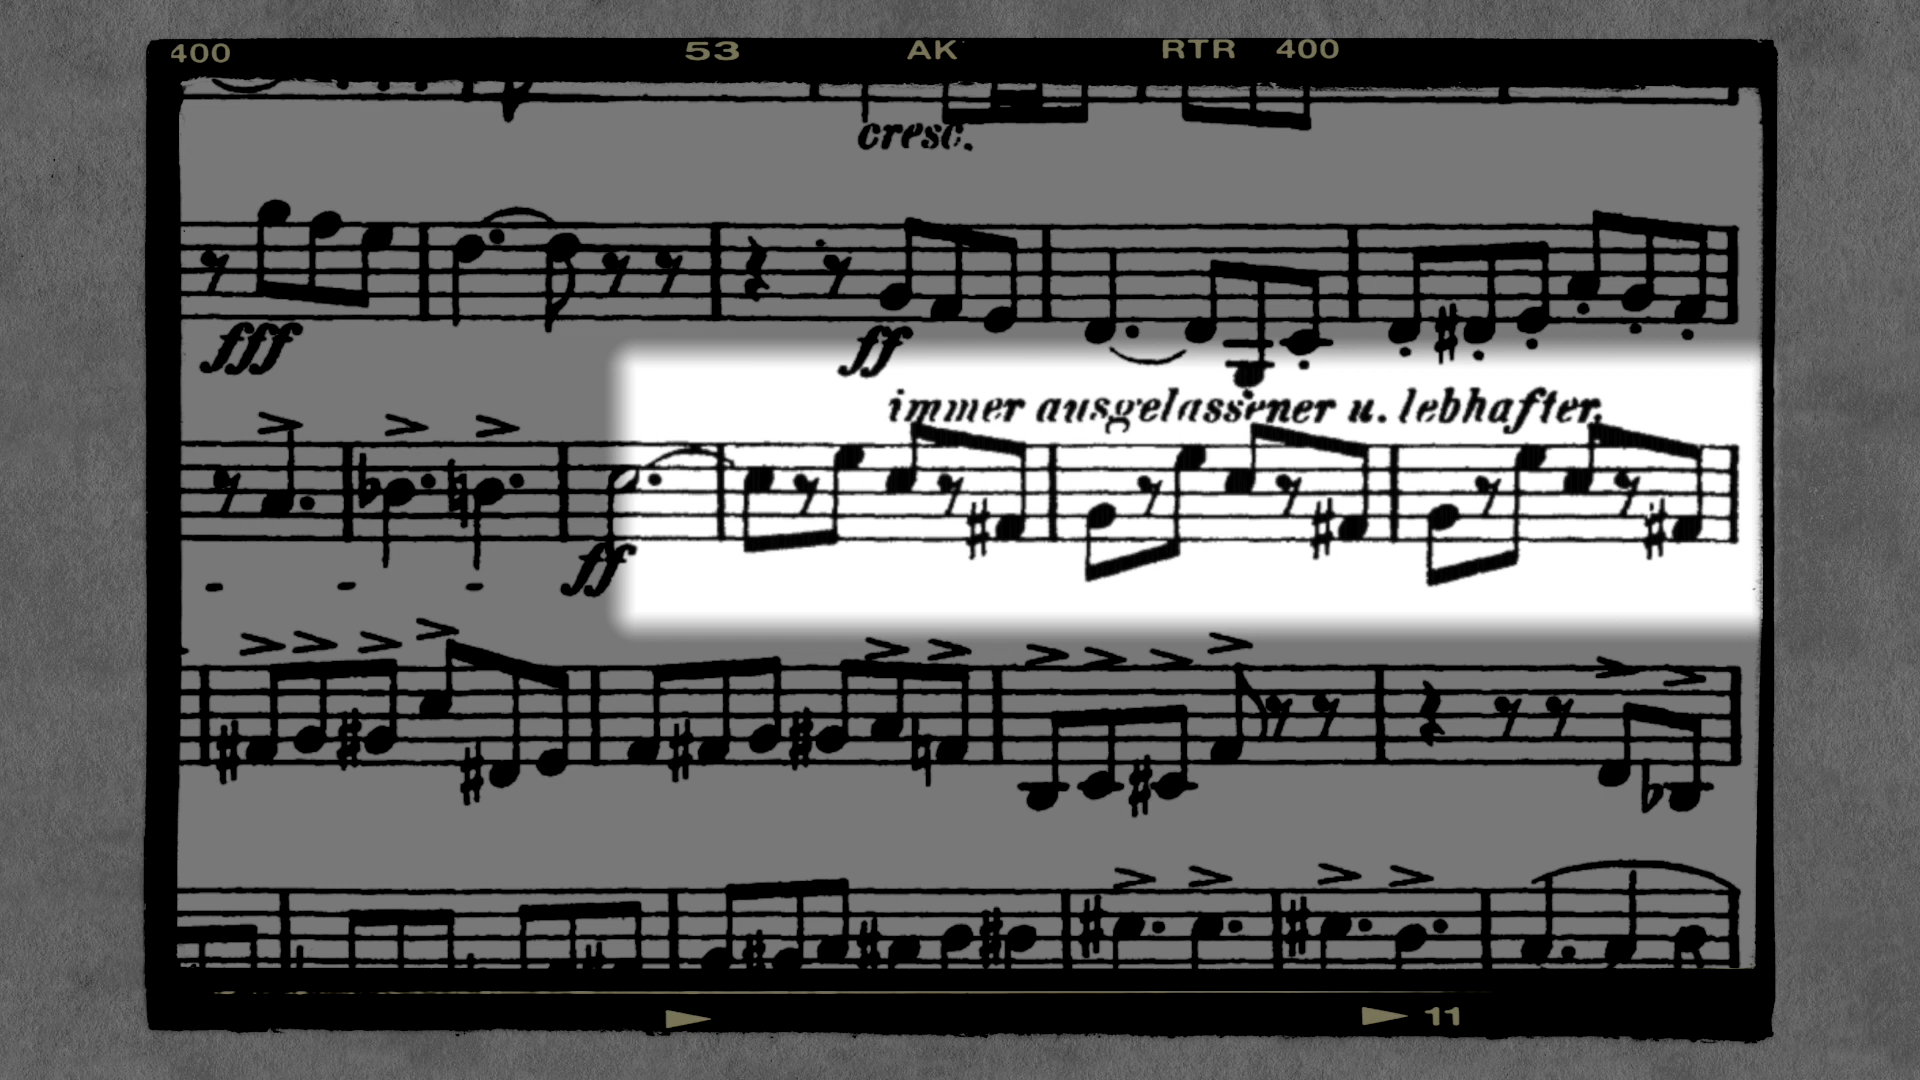 400 53 AK RTR 400
cresc.
fff ff
immer ausgelassener u. lebhafter.
ff
11